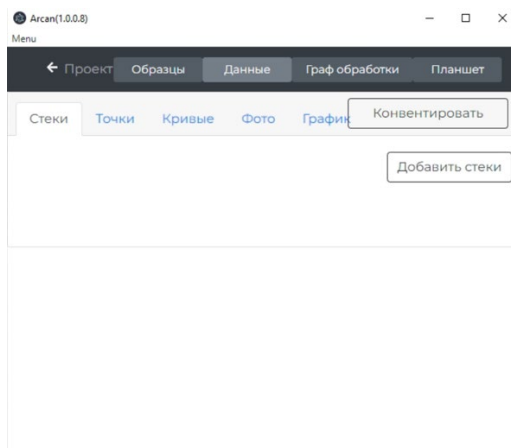 Arcan(1.0.0.8)
Menu
Проект Образцы Данные Граф обработки Планшет
Стеки Точки Кривые Фото График Конвентировать
Добавить стеки